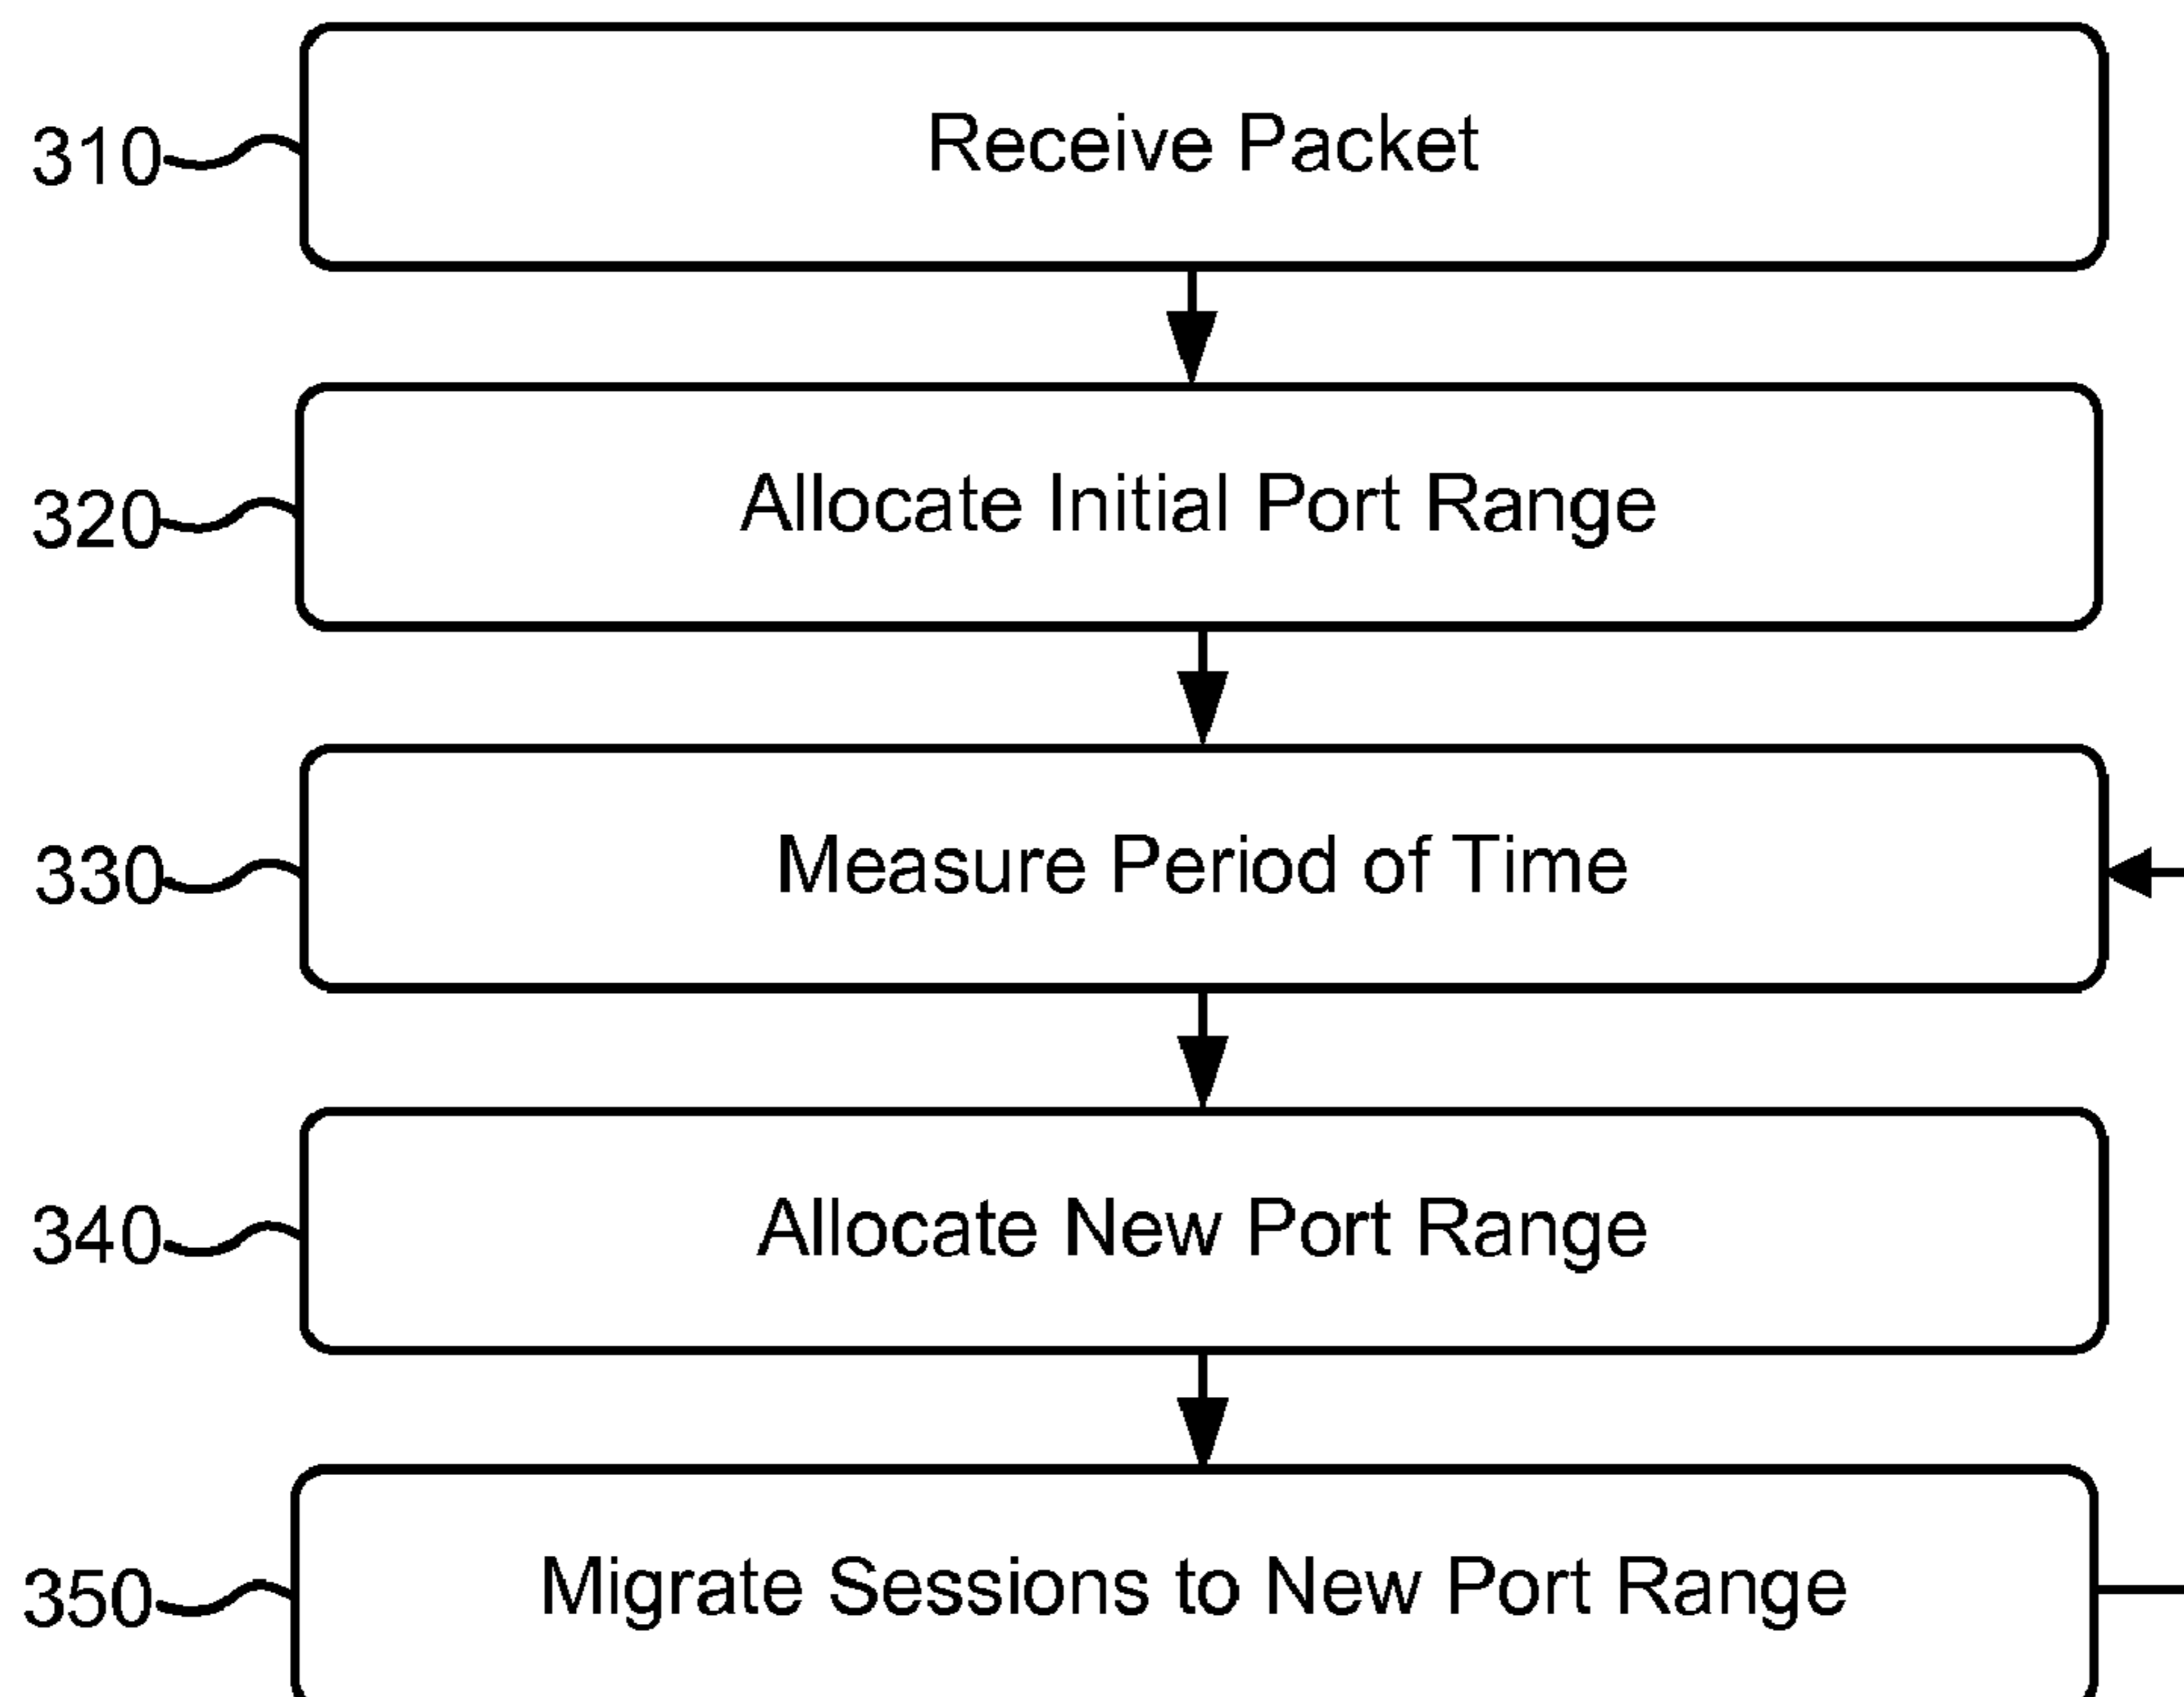 310 Receive Packet
320 Allocate Initial Port Range
330 Measure Period of Time
340 Allocate New Port Range
350 Migrate Sessions to New Port Range